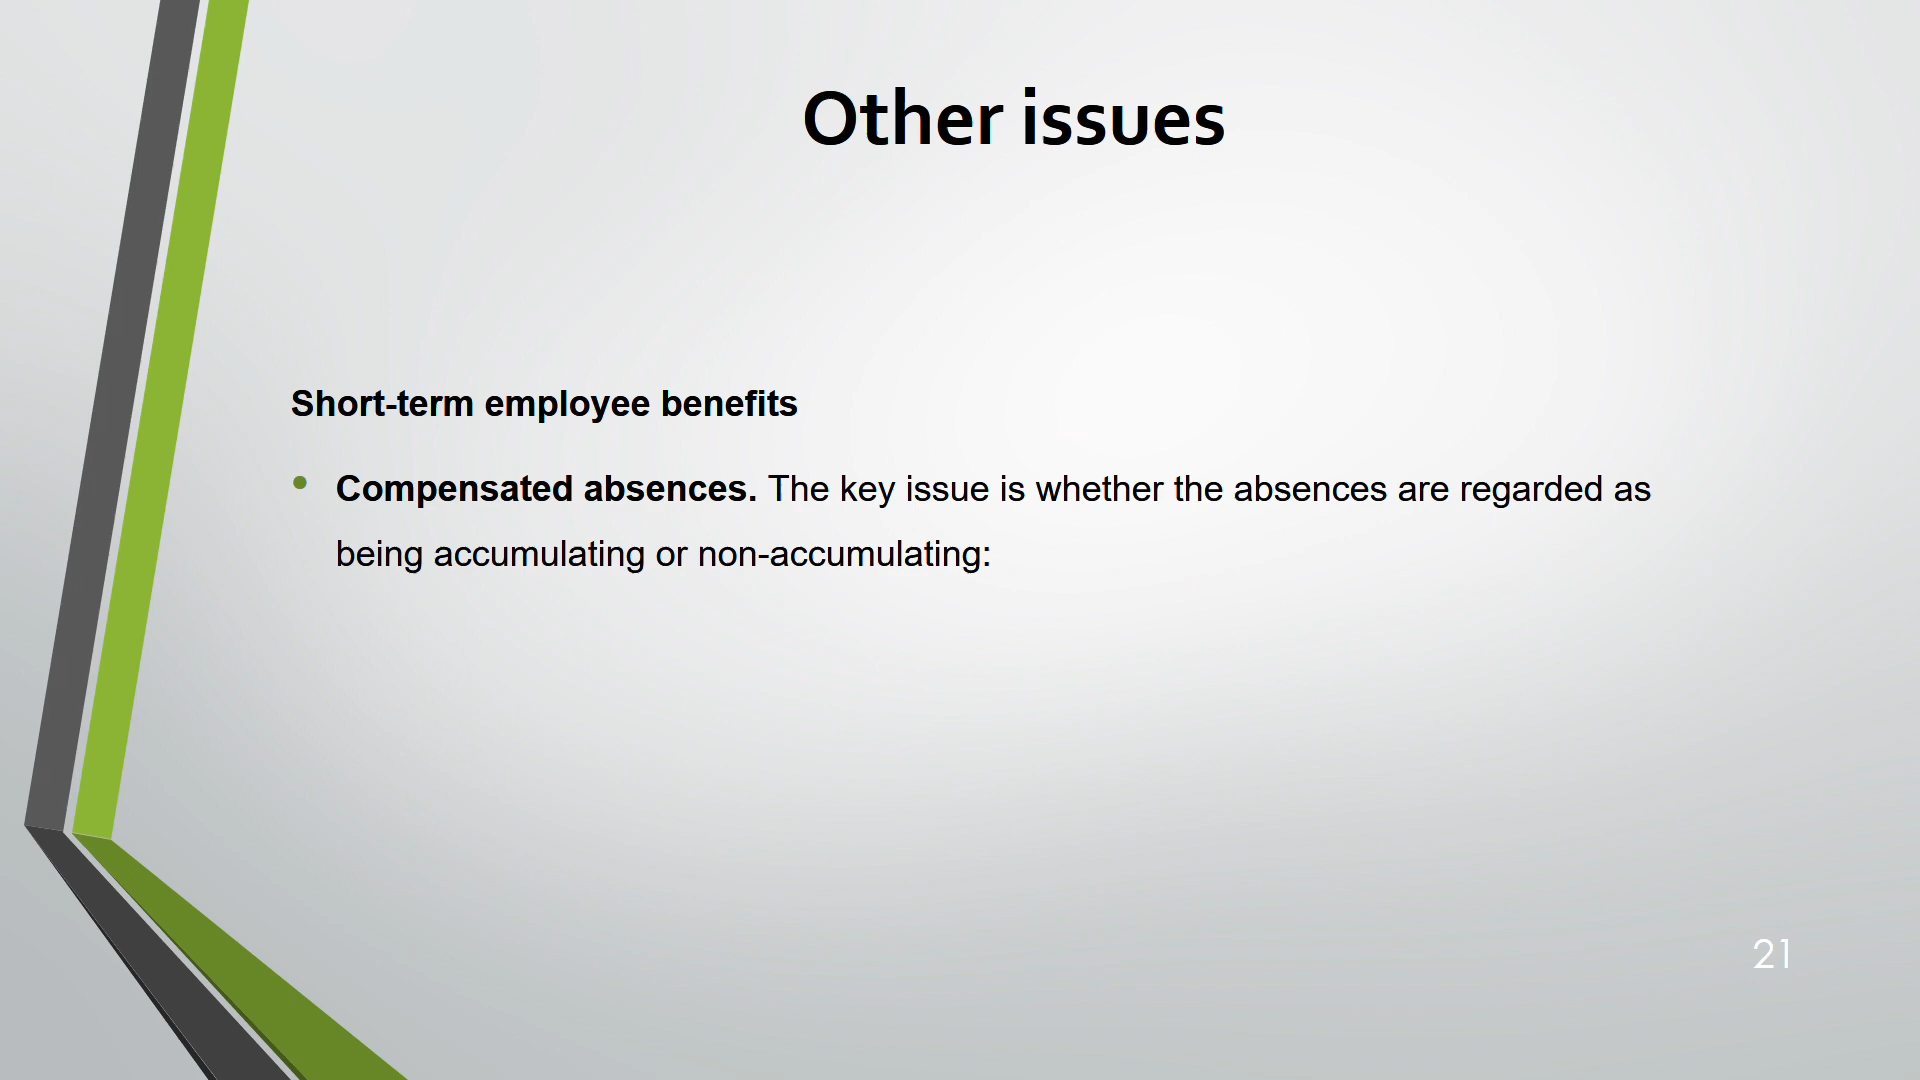 Other issues
Short-term employee benefits
• Compensated absences. The key issue is whether the absences are regarded as
being accumulating or non-accumulating:
21